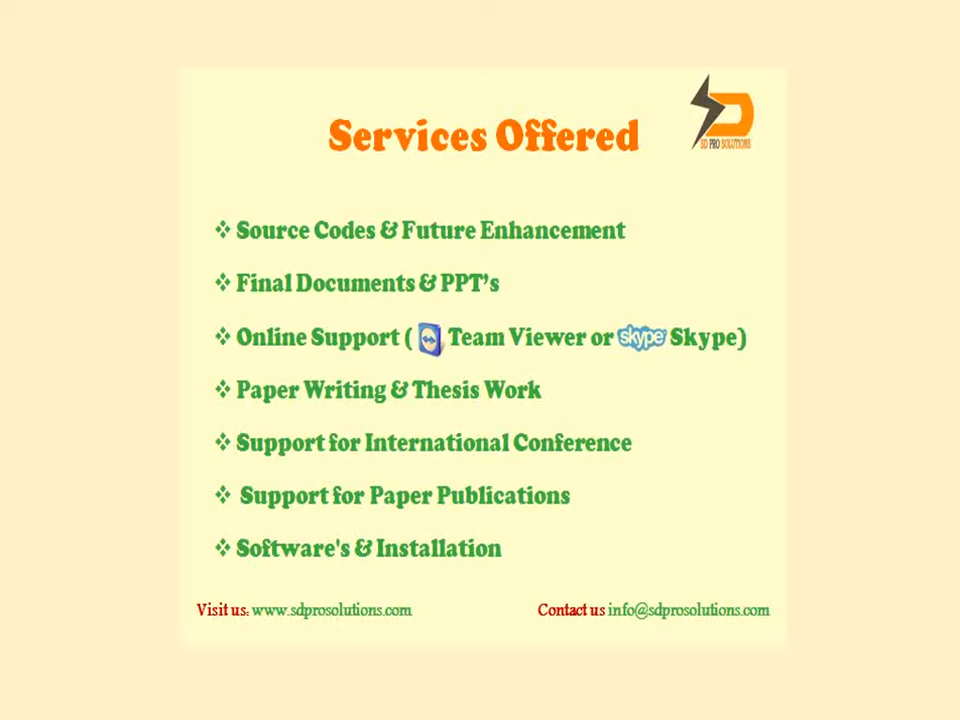 SD PRO SOLUTIONS
Services Offered
❖ Source Codes & Future Enhancement
❖ Final Documents & PPT's
❖ Online Support ( Team Viewer or skype Skype)
❖ Paper Writing & Thesis Work
❖ Support for International Conference
❖ Support for Paper Publications
❖ Software's & Installation
Visit us: www.sdprosolutions.com
Contact us info@sdprosolutions.com